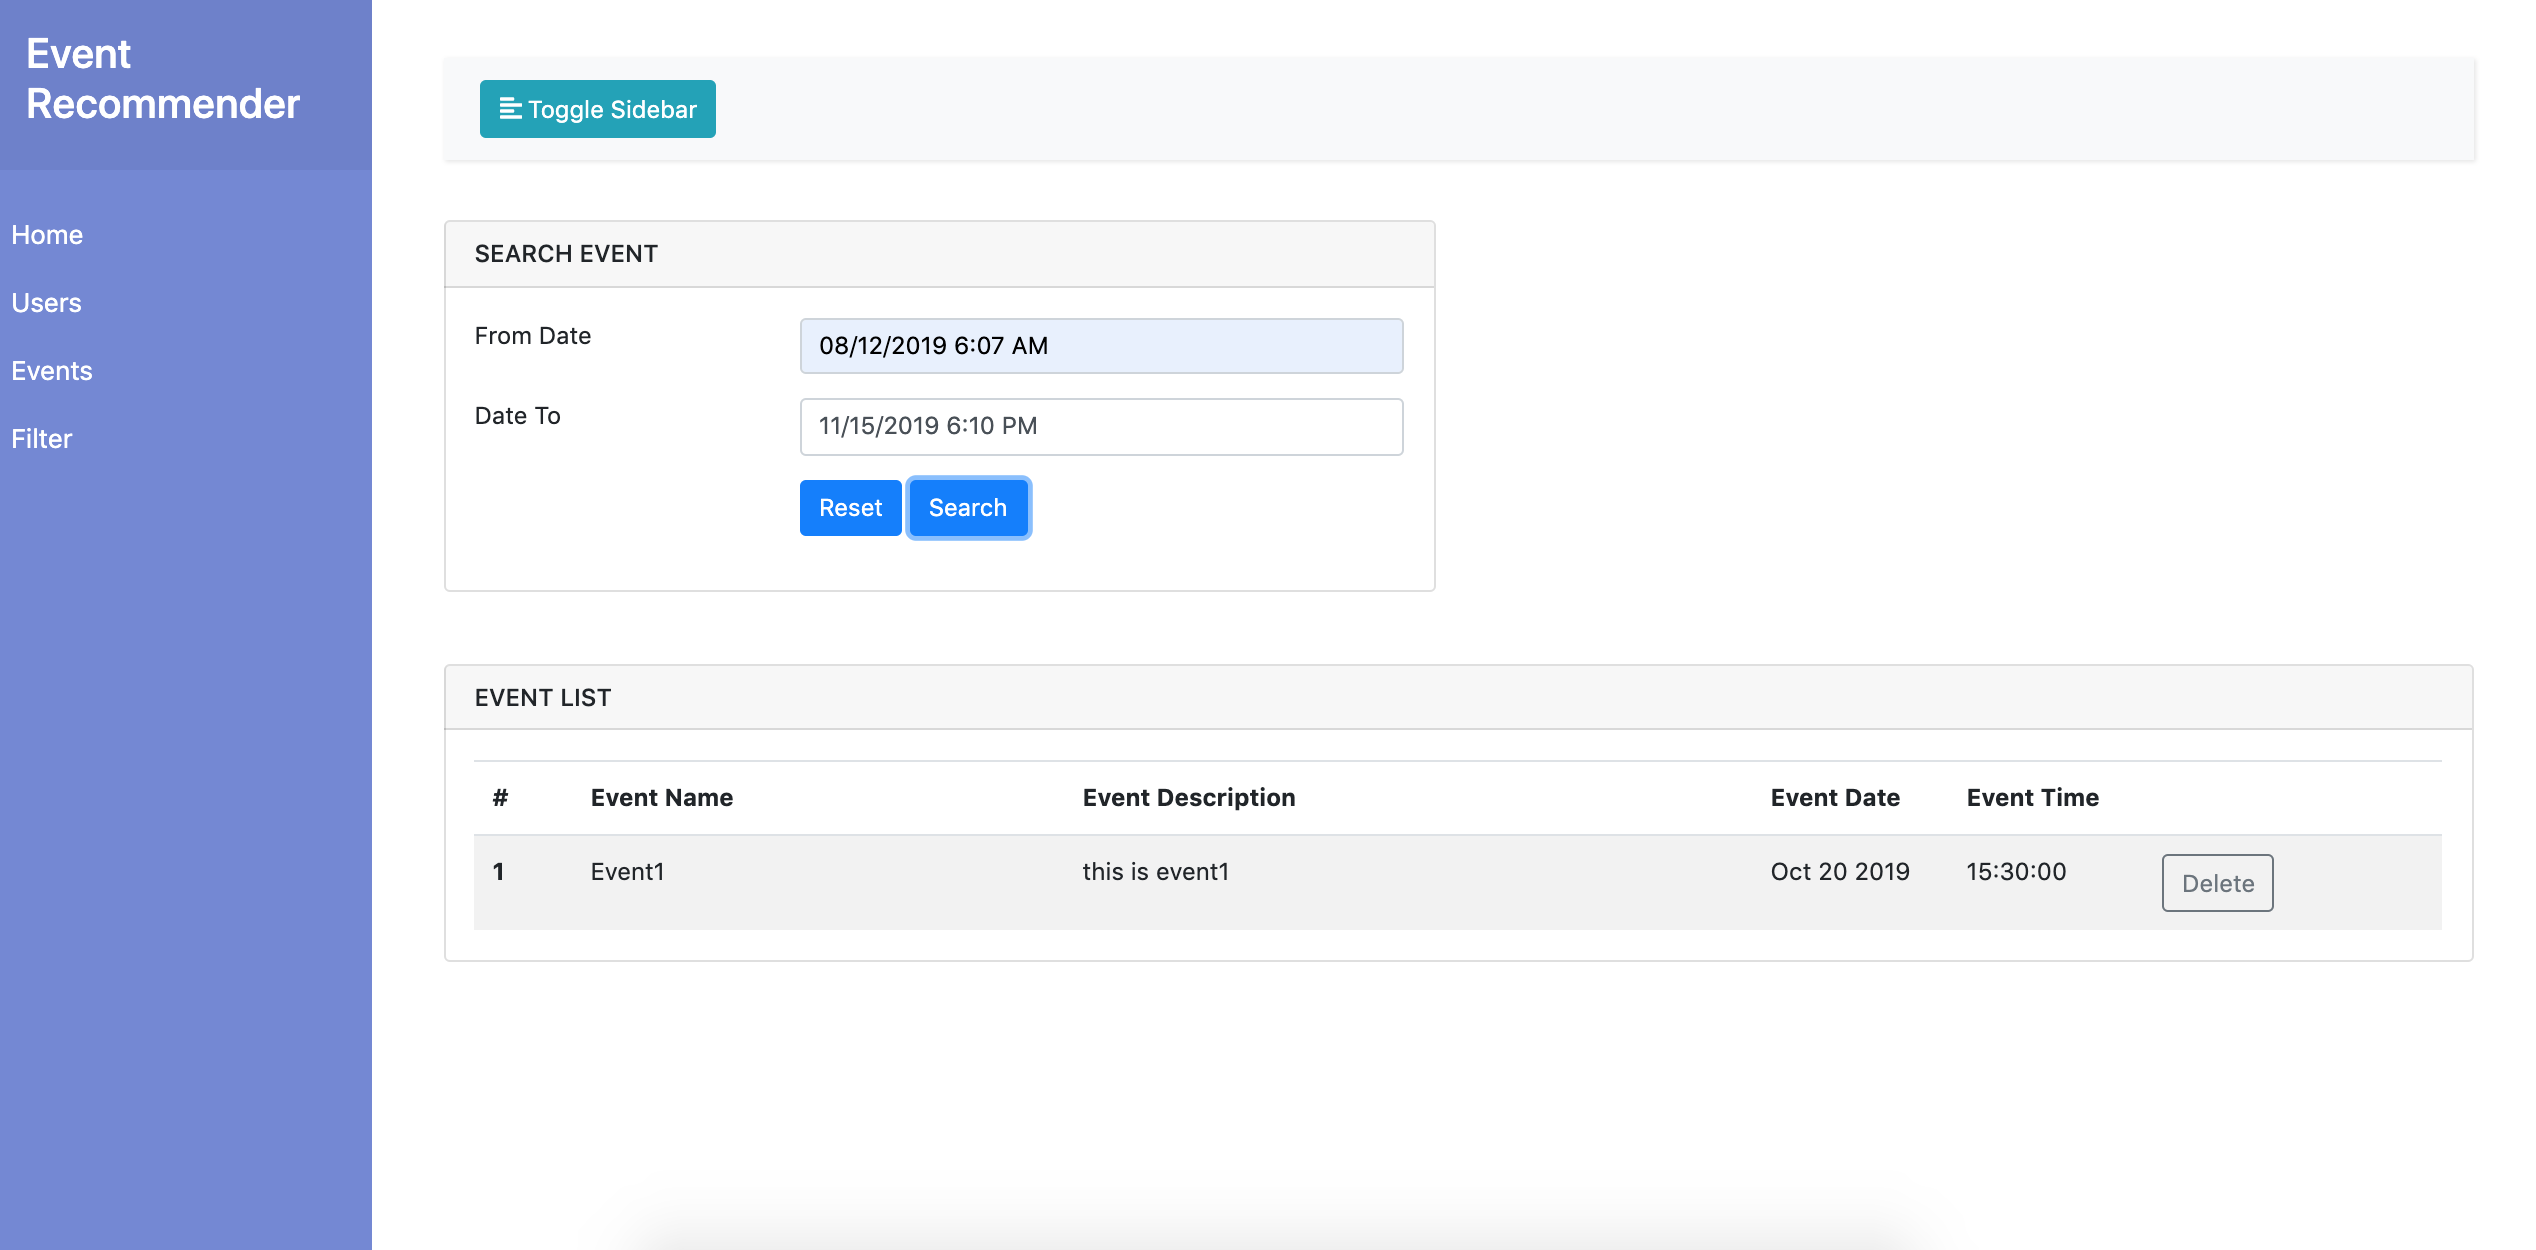 Event
Recommender
Home
Users
Events
Filter
Toggle Sidebar
SEARCH EVENT
From Date 08/12/2019 6:07 AM
Date To 11/15/2019 6:10 PM
Reset Search
EVENT LIST
# Event Name Event Description Event Date Event Time
1 Event1 this is event1 Oct 20 2019 15:30:00 Delete